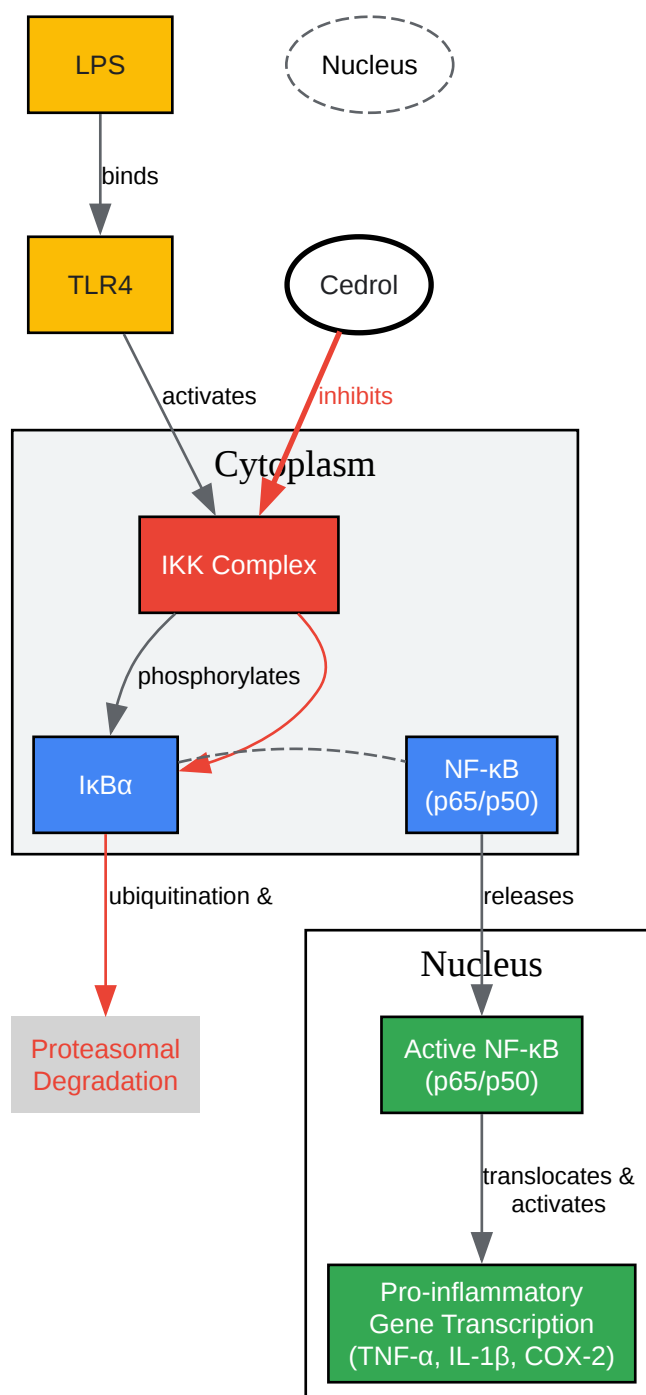 LPS
Nucleus
binds
TLR4
Cedrol
activates
inhibits
Cytoplasm
IKK Complex
phosphorylates
IκBα
NF-κB
(p65/p50)
ubiquitination &
releases
Nucleus
Proteasomal
Degradation
Active NF-κB
(p65/p50)
translocates &
activates
Pro-inflammatory
Gene Transcription
(TNF-α, IL-1β, COX-2)